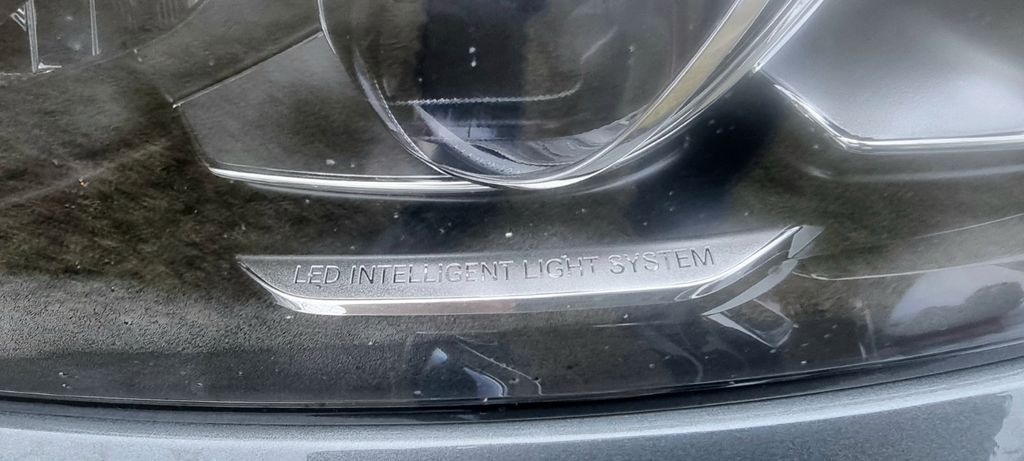 LED INTELLIGENT LIGHT SYSTEM